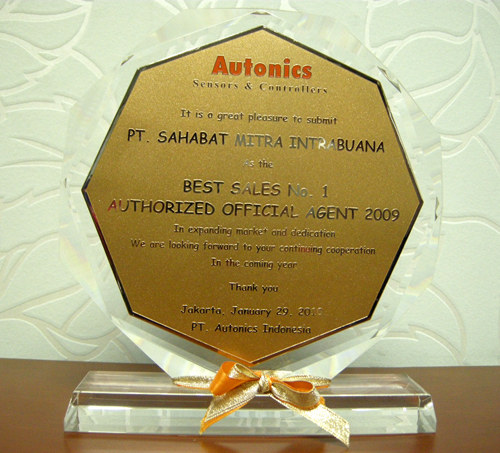 Autonics
Sensors & Controllers
It is a great pleasure to submit
PT. SAHABAT MITRA INTRABUANA
As the
BEST SALES No. 1
AUTHORIZED OFFICIAL AGENT 2009
In expanding market and dedication
We are looking forward to your continuing cooperation
In the coming year
Thank you
Jakarta, January 29, 2010
PT. Autonics Indonesia